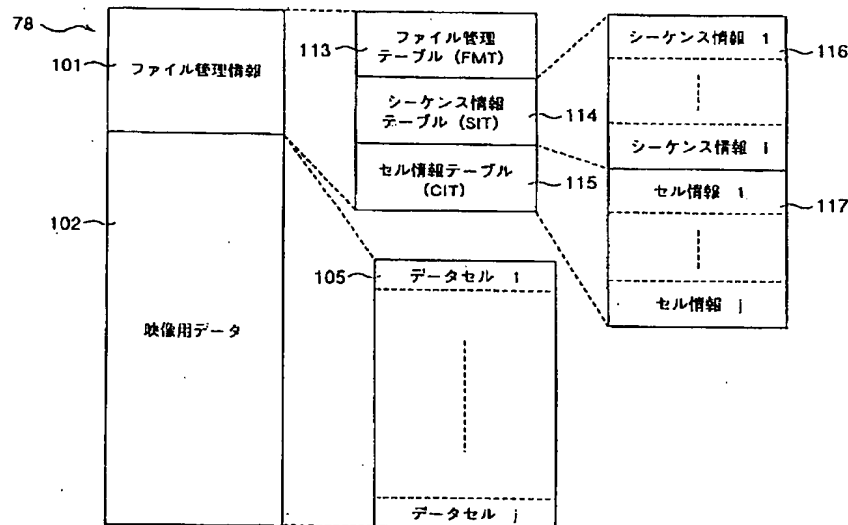 78
101
ファイル管理情報
102
映像用データ
113
ファイル管理
テーブル (FMT)
シーケンス情報
テーブル (SIT)
114
セル情報テーブル
(CIT)
115
105
データセル 1
データセル j
シーケンス情報 1
116
シーケンス情報 i
セル情報 1
117
セル情報 j